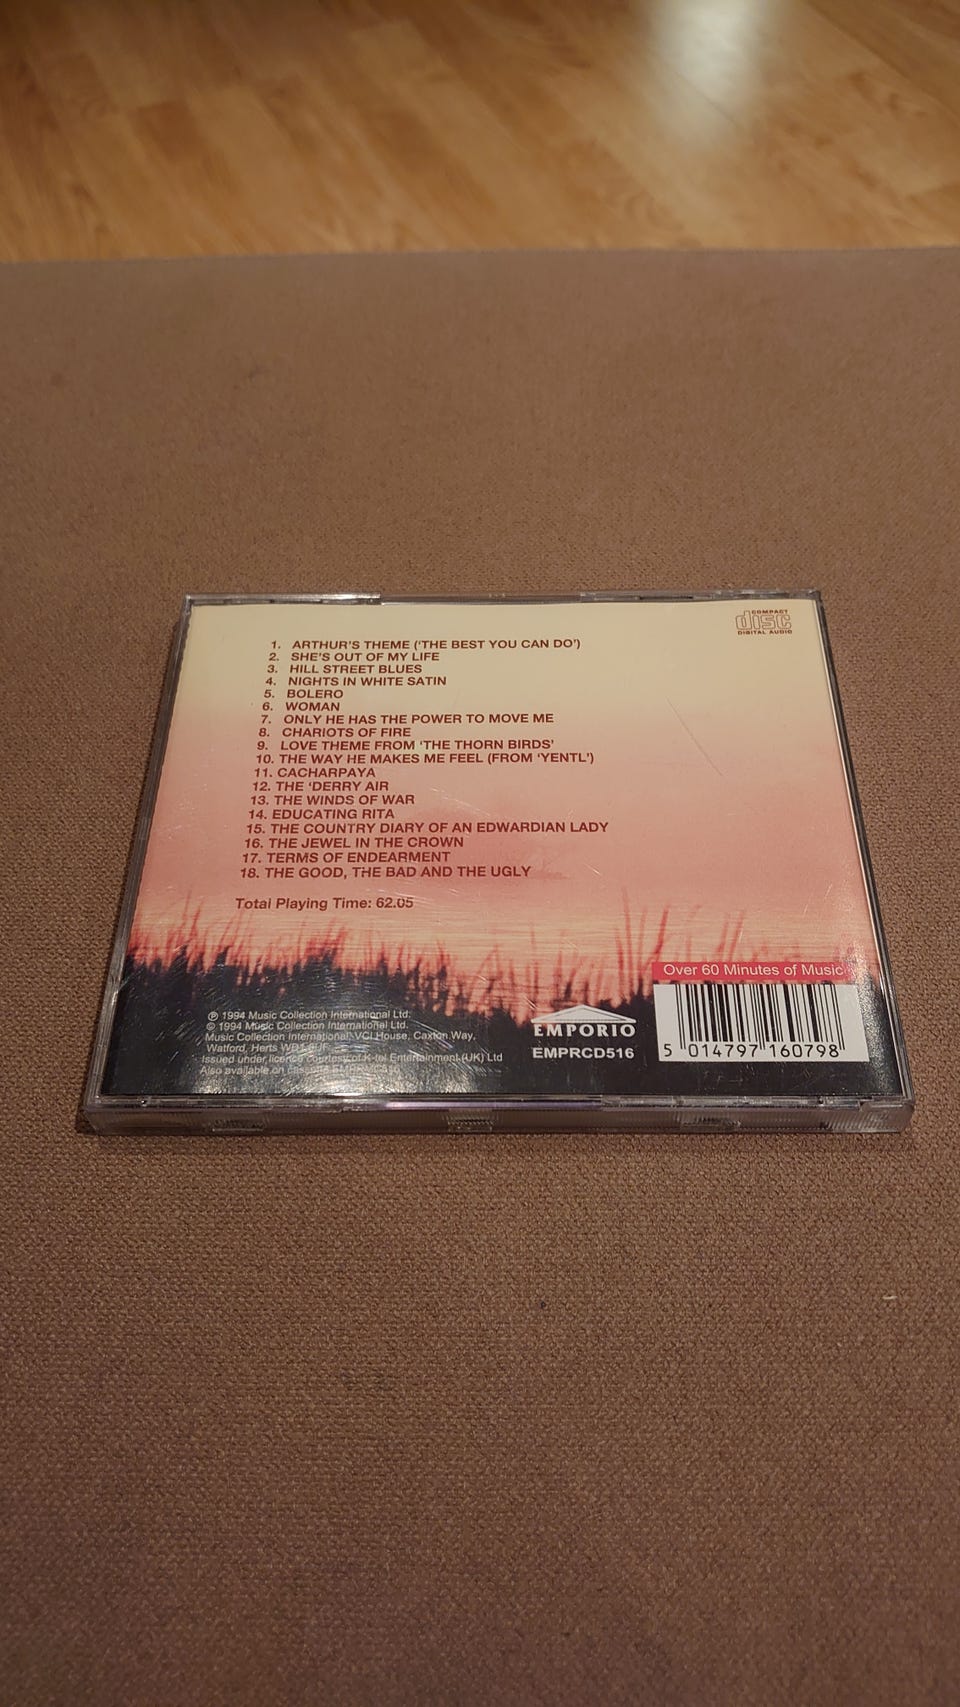 COMPACT
disc
DIGITAL AUDIO
1. ARTHUR'S THEME ('THE BEST YOU CAN DO')
2. SHE'S OUT OF MY LIFE
3. HILL STREET BLUES
4. NIGHTS IN WHITE SATIN
5. BOLERO
6. WOMAN
7. ONLY HE HAS THE POWER TO MOVE ME
8. CHARIOTS OF FIRE
9. LOVE THEME FROM 'THE THORN BIRDS'
10. THE WAY HE MAKES ME FEEL (FROM 'YENTL')
11. CACHARPAYA
12. THE 'DERRY AIR
13. THE WINDS OF WAR
14. EDUCATING RITA
15. THE COUNTRY DIARY OF AN EDWARDIAN LADY
16. THE JEWEL IN THE CROWN
17. TERMS OF ENDEARMENT
18. THE GOOD, THE BAD AND THE UGLY
Total Playing Time: 62.05
℗ 1994 Music Collection International Ltd.
© 1994 Music Collection International Ltd.
Music Collection International, VCI House, Caxton Way,
Watford, Herts
Issued under licence courtesy of K-tel Entertainment (UK) Ltd
Also available on cassette
EMPORIO
EMPRCD516
Over 60 Minutes of Music
5 014797 160798